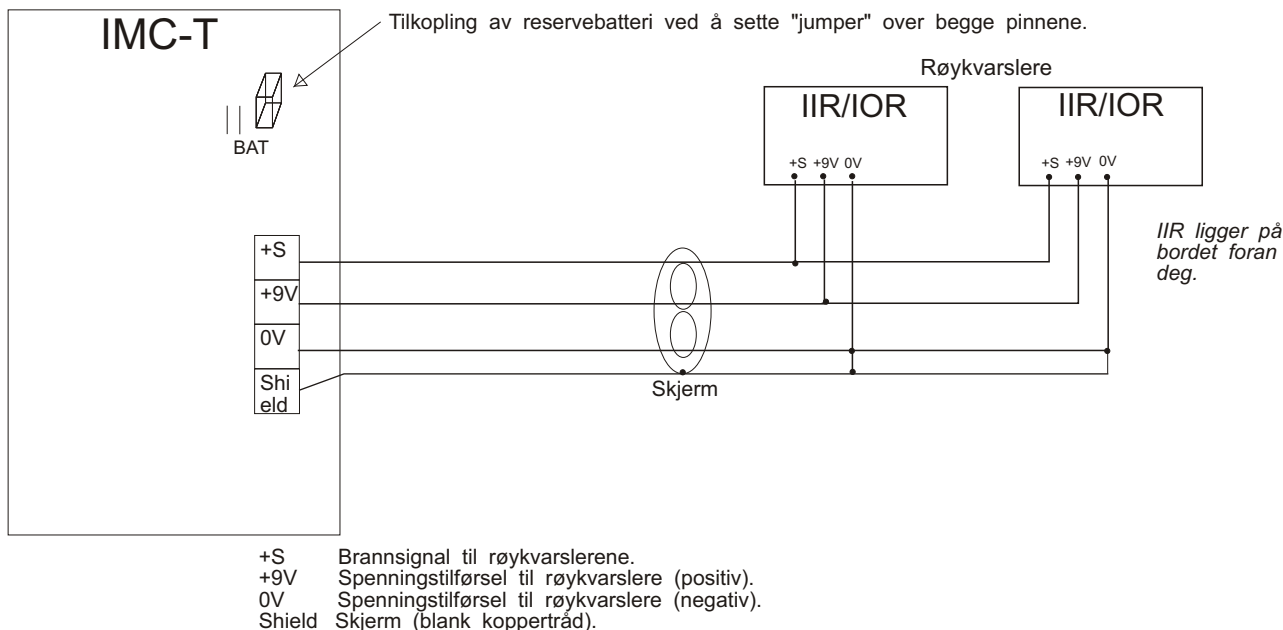 IMC-T
Tilkopling av reservebatteri ved å sette "jumper" over begge pinnene.
BAT
Røykvarslere
IIR/IOR
+S +9V 0V
IIR/IOR
+S +9V 0V
IIR ligger på
bordet foran
deg.
+S
+9V
0V
Shi
eld
Skjerm
+S Brannsignal til røykvarslerene.
+9V Spenningstilførsel til røykvarslere (positiv).
0V Spenningstilførsel til røykvarslere (negativ).
Shield Skjerm (blank koppertråd).